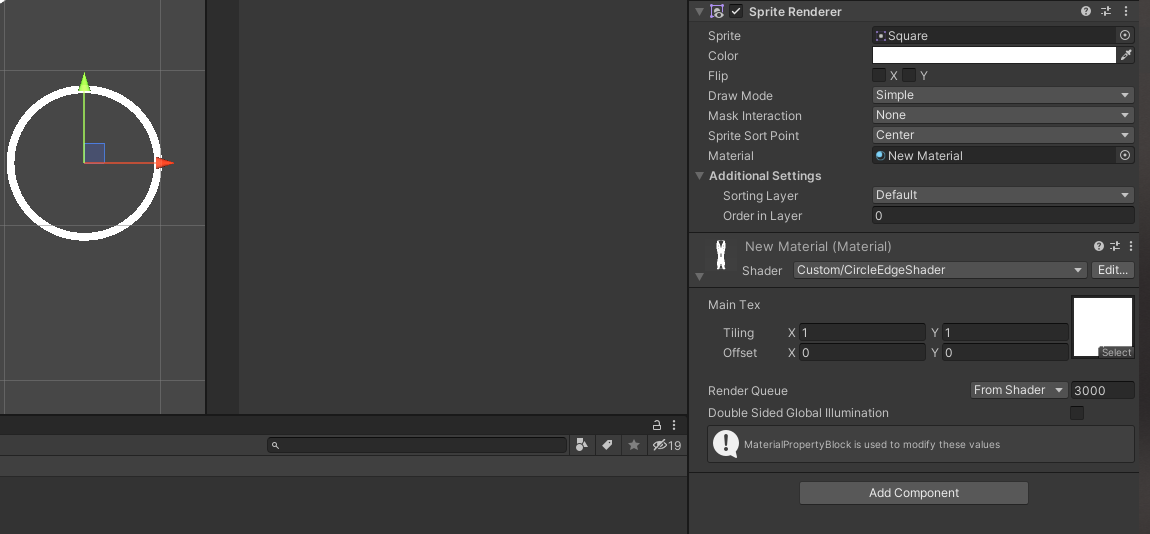 Sprite Renderer
Sprite Square
Color
Flip X Y
Draw Mode Simple
Mask Interaction None
Sprite Sort Point Center
Material New Material
Additional Settings
Sorting Layer Default
Order in Layer 0
New Material (Material)
Shader Custom/CircleEdgeShader Edit...
Main Tex
Tiling X 1 Y 1
Offset X 0 Y 0
Select
Render Queue From Shader 3000
Double Sided Global Illumination
MaterialPropertyBlock is used to modify these values
19
Add Component